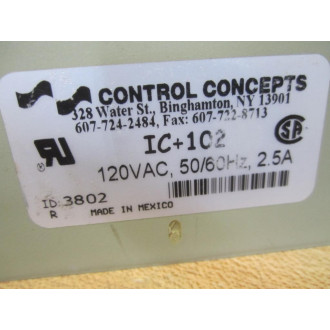 CONTROL CONCEPTS
328 Water St., Binghamton, NY 13901
607-724-2484, Fax: 607-722-8713
IC+102
120VAC, 50/60Hz, 2.5A
ID:3802
R MADE IN MEXICO